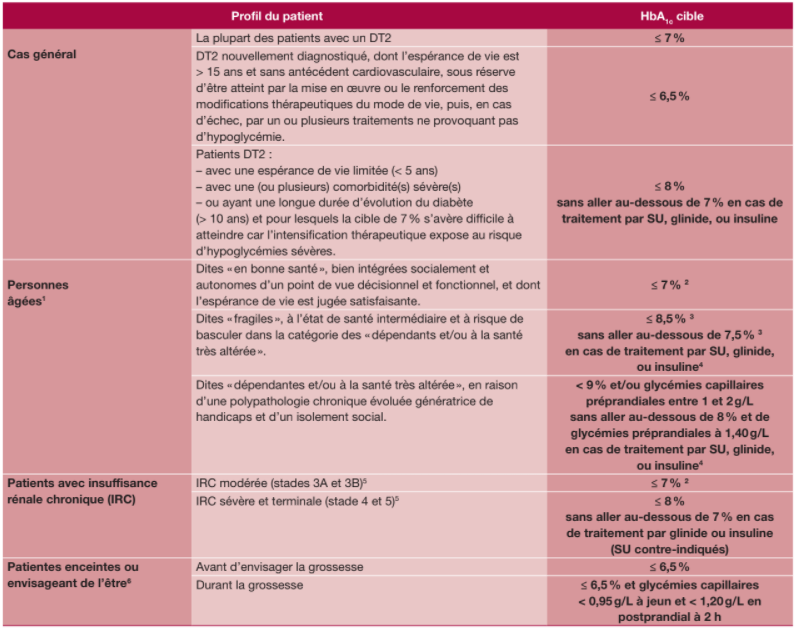 Profil du patient
HbA1c cible
Cas général
La plupart des patients avec un DT2
≤ 7 %
DT2 nouvellement diagnostiqué, dont l'espérance de vie est
> 15 ans et sans antécédent cardiovasculaire, sous réserve
d'être atteint par la mise en œuvre ou le renforcement des
modifications thérapeutiques du mode de vie, puis, en cas
d'échec, par un ou plusieurs traitements ne provoquant pas
d'hypoglycémie.
≤ 6,5 %
Patients DT2 :
– avec une espérance de vie limitée (< 5 ans)
– avec une (ou plusieurs) comorbidité(s) sévère(s)
– ou ayant une longue durée d'évolution du diabète
(> 10 ans) et pour lesquels la cible de 7 % s'avère difficile à
atteindre car l'intensification thérapeutique expose au risque
d'hypoglycémies sévères.
≤ 8 %
sans aller au-dessous de 7 % en cas de
traitement par SU, glinide, ou insuline
Personnes
âgées¹
Dites « en bonne santé », bien intégrées socialement et
autonomes d'un point de vue décisionnel et fonctionnel, et dont
l'espérance de vie est jugée satisfaisante.
≤ 7 % ²
Dites « fragiles », à l'état de santé intermédiaire et à risque de
basculer dans la catégorie des « dépendants et/ou à la santé
très altérée ».
≤ 8,5 % ³
sans aller au-dessous de 7,5 % ³
en cas de traitement par SU, glinide,
ou insuline⁴
Dites « dépendantes et/ou à la santé très altérée », en raison
d'une polypathologie chronique évoluée génératrice de
handicaps et d'un isolement social.
< 9 % et/ou glycémies capillaires
préprandiales entre 1 et 2 g/L
sans aller au-dessous de 8 % et de
glycémies préprandiales à 1,40 g/L
en cas de traitement par SU, glinide,
ou insuline⁴
Patients avec insuffisance
rénale chronique (IRC)
IRC modérée (stades 3A et 3B)⁵
≤ 7 % ²
IRC sévère et terminale (stade 4 et 5)⁵
≤ 8 %
sans aller au-dessous de 7 % en cas
de traitement par glinide ou insuline
(SU contre-indiqués)
Patientes enceintes ou
envisageant de l'être⁶
Avant d'envisager la grossesse
≤ 6,5 %
Durant la grossesse
≤ 6,5 % et glycémies capillaires
< 0,95 g/L à jeun et < 1,20 g/L en
postprandial à 2 h